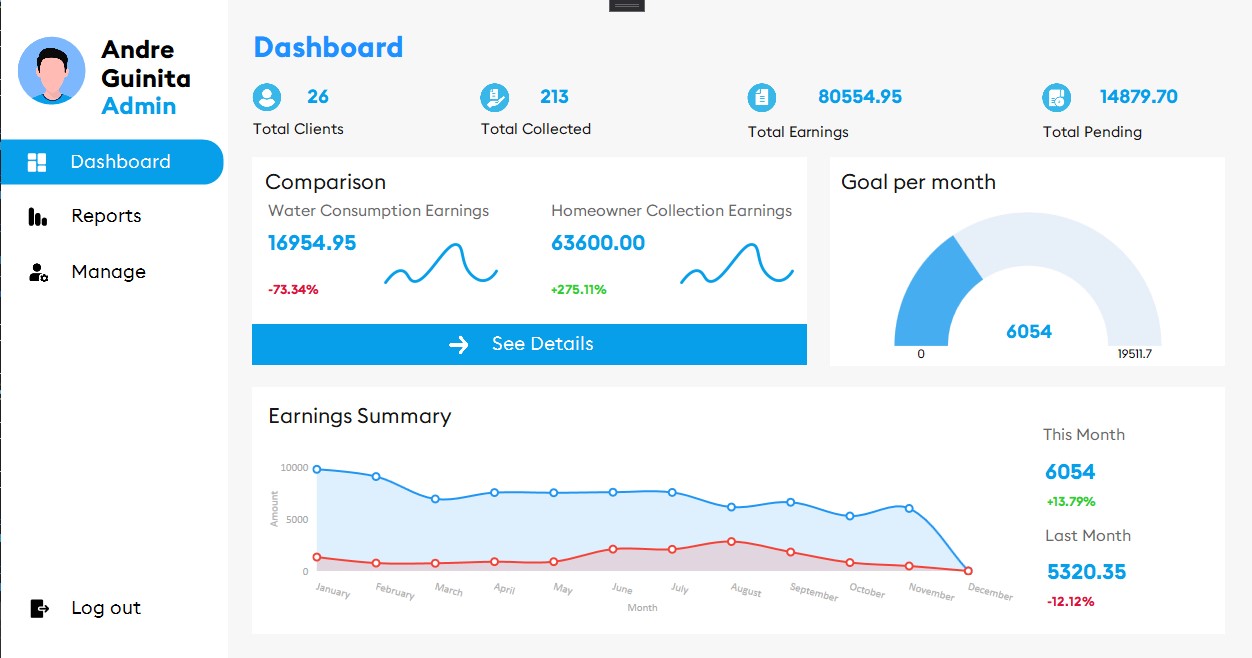 Andre
Guinita
Admin
Dashboard
Reports
Manage
Log out
Dashboard
26
Total Clients
213
Total Collected
80554.95
Total Earnings
14879.70
Total Pending
Comparison
Water Consumption Earnings
16954.95
-73.34%
Homeowner Collection Earnings
63600.00
+275.11%
See Details
Goal per month
6054
0
19511.7
Earnings Summary
Amount
10000
5000
0
January
February
March
April
May
June
July
August
September
October
November
December
Month
This Month
6054
+13.79%
Last Month
5320.35
-12.12%